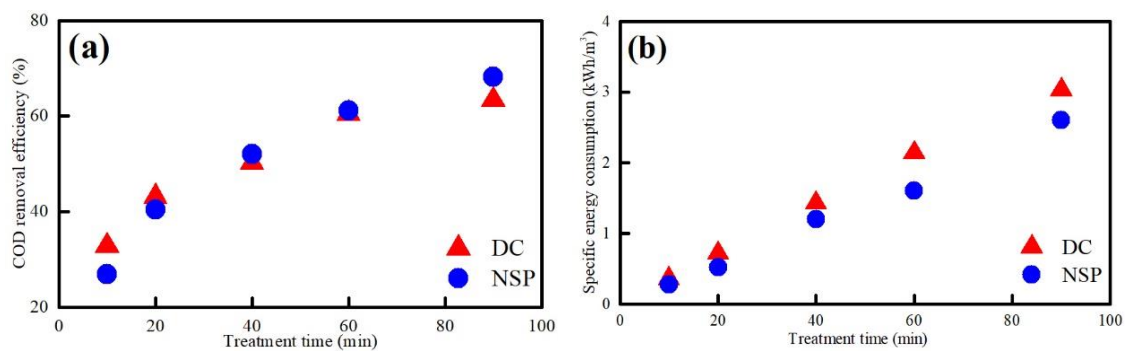 (a)
COD removal efficiency (%)
80
60
40
20
0 20 40 60 80 100
Treatment time (min)
DC
NSP
(b)
Specific energy consumption (kWh/m³)
4
3
2
1
0
0 20 40 60 80 100
Treatment time (min)
DC
NSP